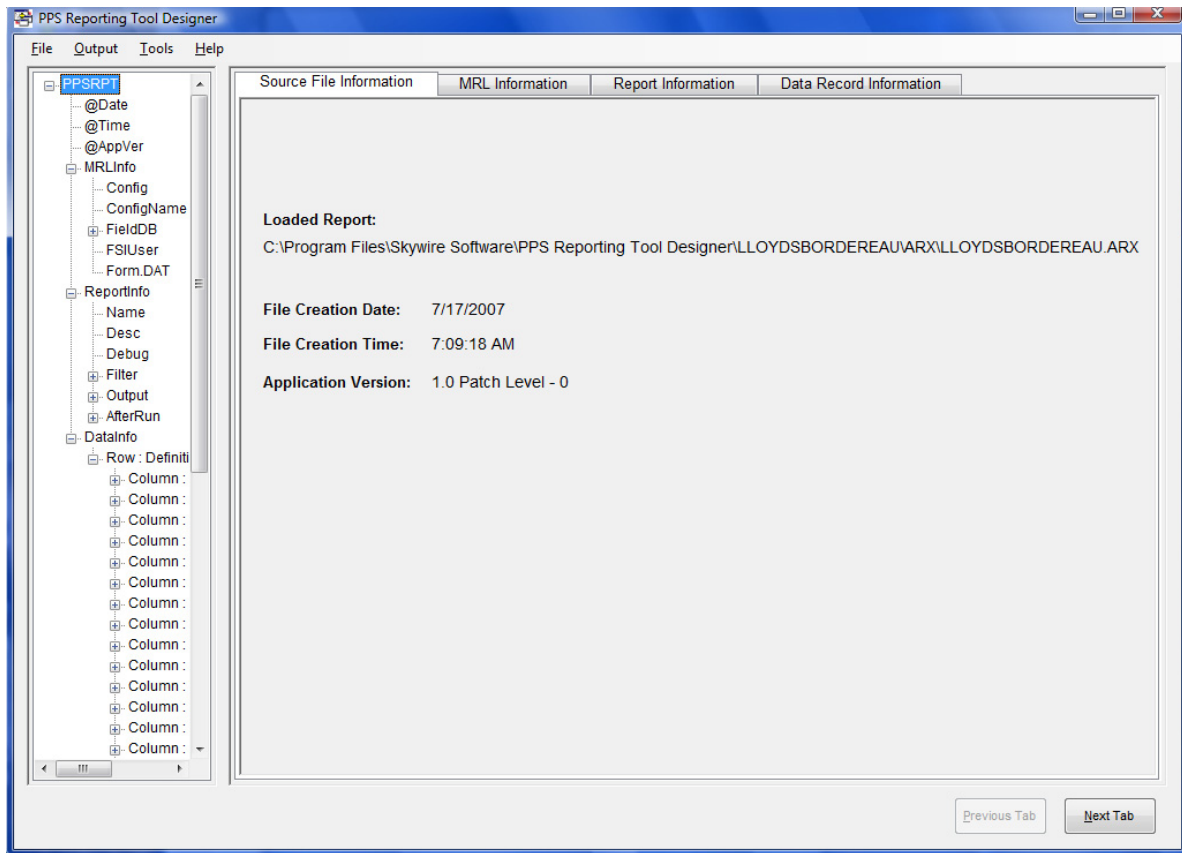 PPS Reporting Tool Designer
File Output Tools Help
PPSRPT
@Date
@Time
@AppVer
MRLInfo
Config
ConfigName
FieldDB
FSIUser
Form.DAT
ReportInfo
Name
Desc
Debug
Filter
Output
AfterRun
DataInfo
Row : Definiti
Column :
Column :
Column :
Column :
Column :
Column :
Column :
Column :
Column :
Column :
Column :
Column :
Column :
Column :
Source File Information MRL Information Report Information Data Record Information
Loaded Report:
C:\Program Files\Skywire Software\PPS Reporting Tool Designer\LLOYDSBORDEREAU\ARX\LLOYDSBORDEREAU.ARX
File Creation Date: 7/17/2007
File Creation Time: 7:09:18 AM
Application Version: 1.0 Patch Level - 0
Previous Tab Next Tab